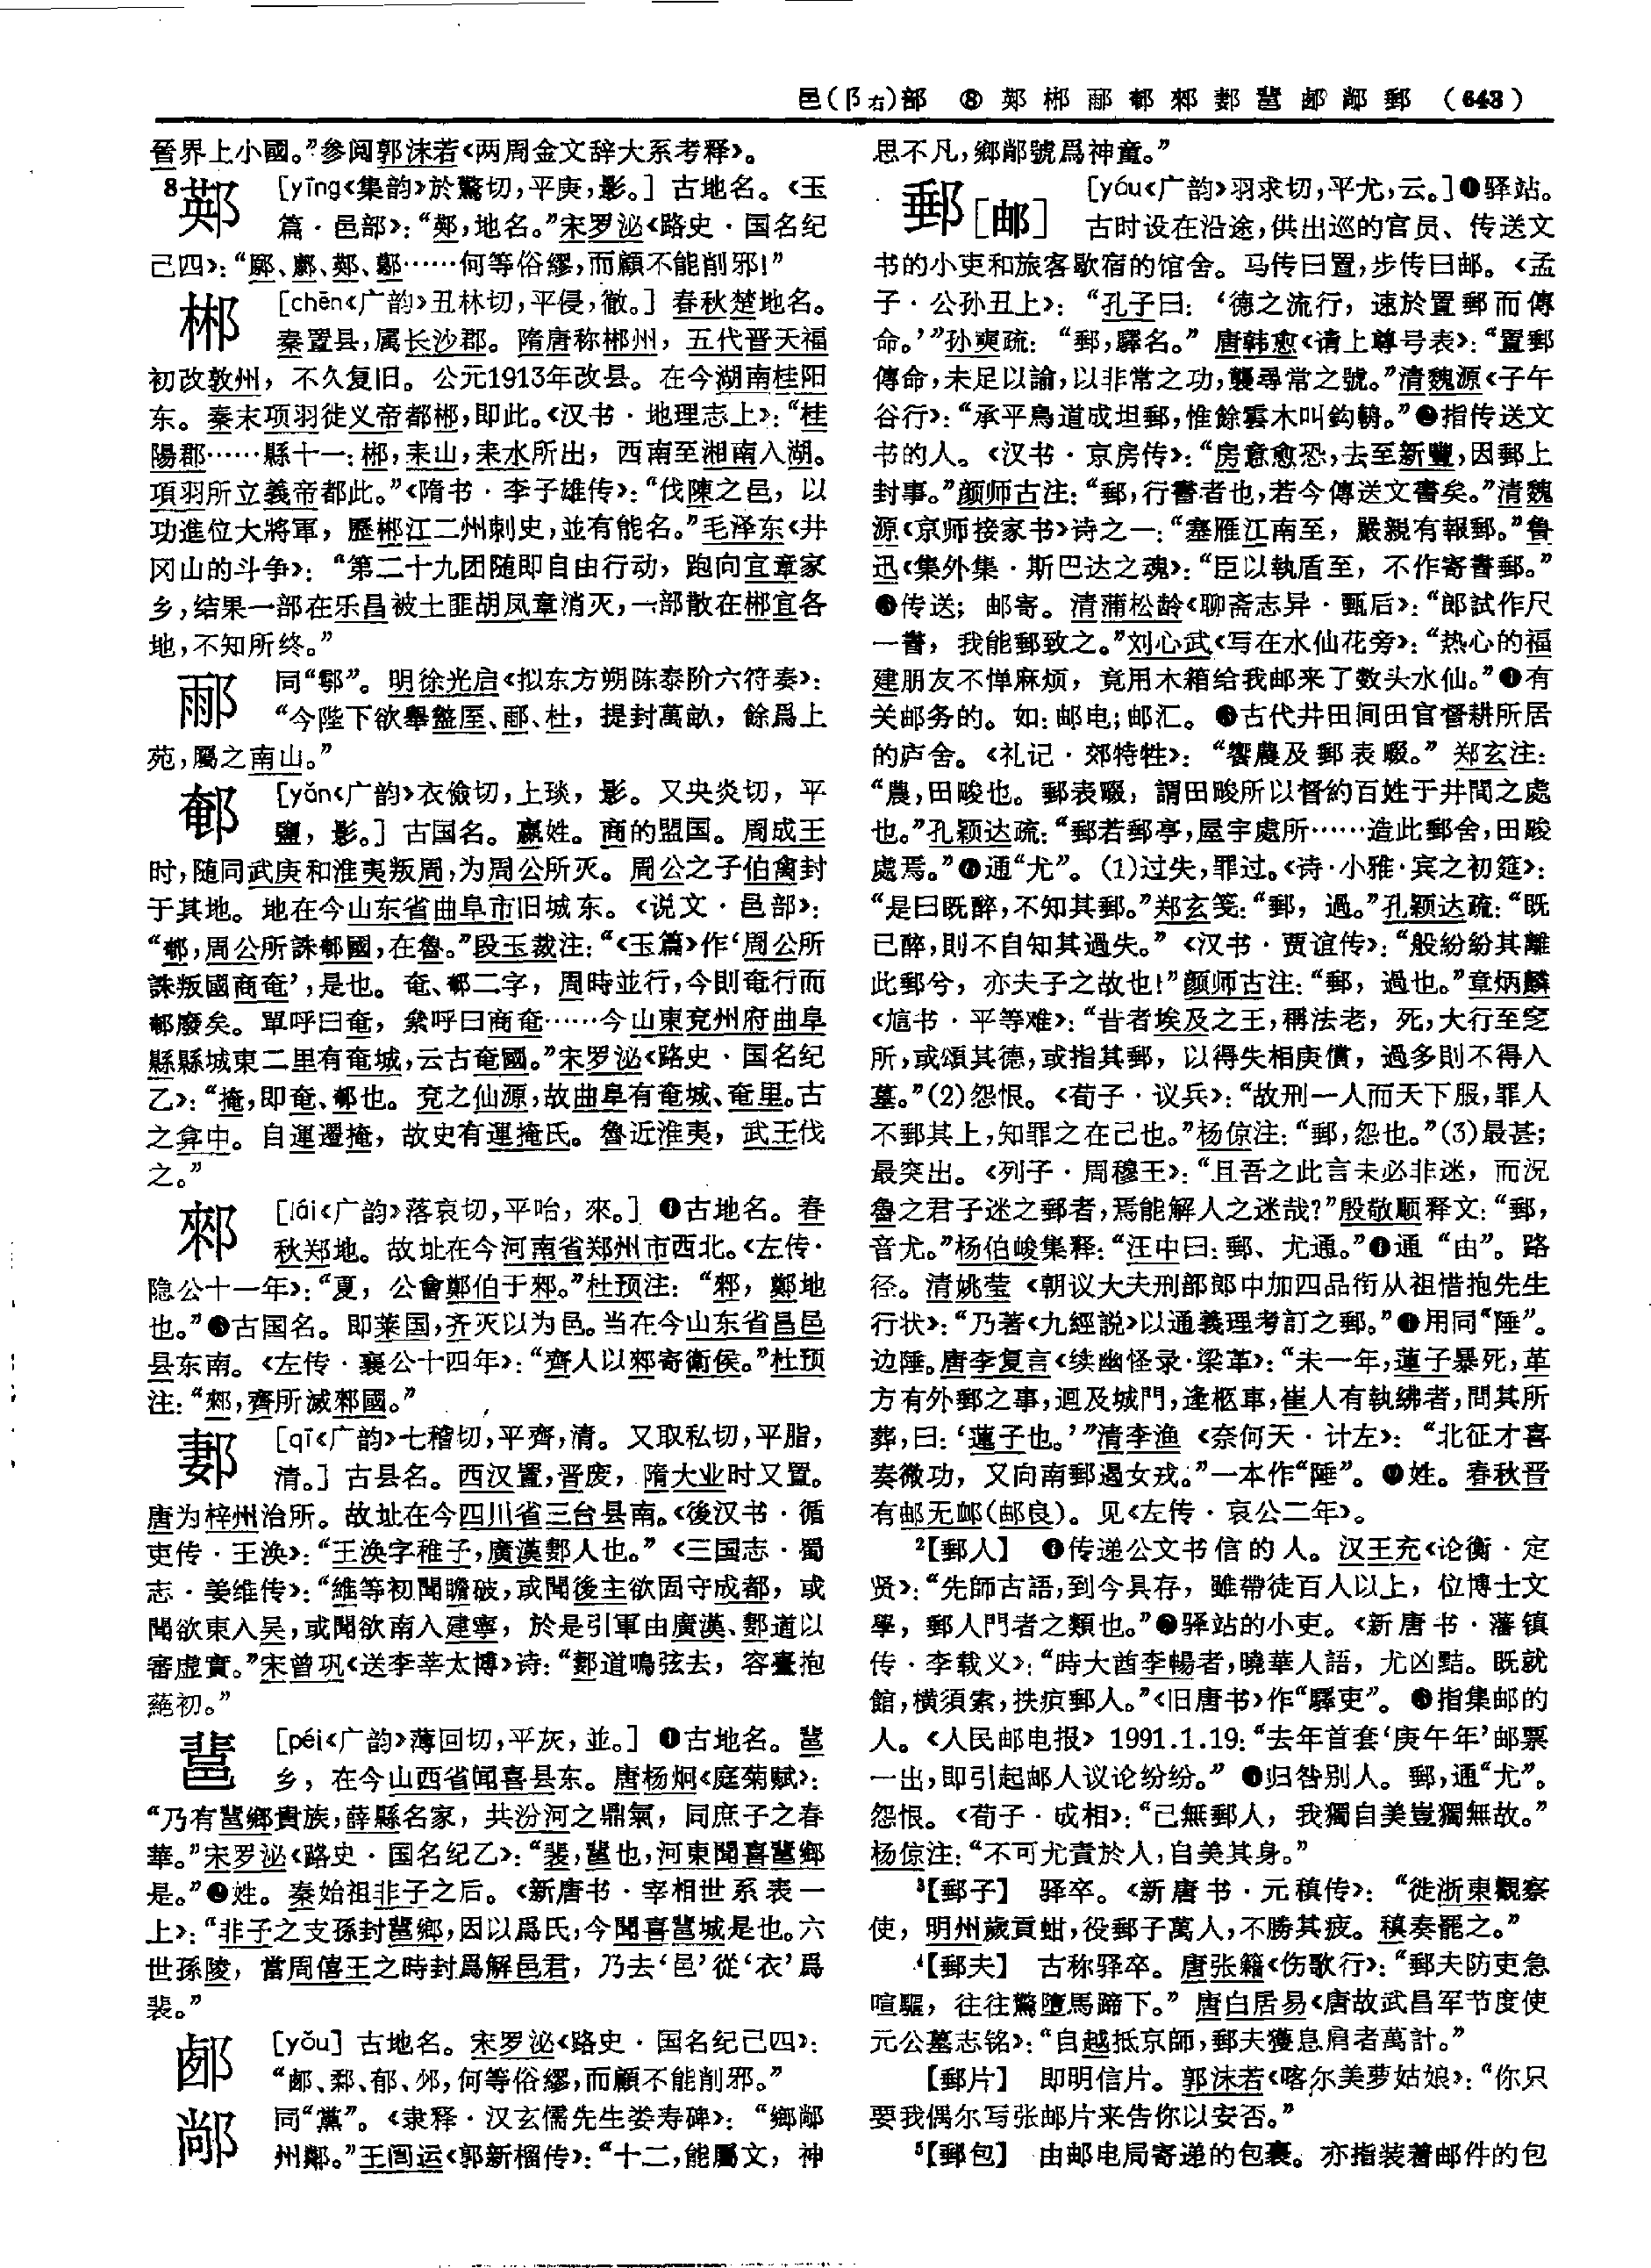 邑(阝右)部 ⑧ 䣐 郴 郦 鄊 郲 郪 䣙 郮 鄌 郵 (643)
晉界上小國。”参阅郭沫若《两周金文辞大系考释》。
8 [yīng《集韵》於驚切,平庚,影。] 古地名。《玉
篇·邑部》:“,地名。”宋罗泌《路史·国名纪
己四》:“……何等俗繆,而顧不能削邪!”
郴 [chēn《广韵》丑林切,平侵,徹。] 春秋楚地名。
秦置县,属长沙郡。隋唐称郴州,五代晋天福
初改敦州,不久复旧。公元1913年改县。在今湖南桂阳
东。秦末项羽徙义帝都郴,即此。《汉书·地理志上》:“桂
陽郡……縣十一:郴,耒山,耒水所出,西南至湘南入湖。
項羽所立義帝都此。”《隋书·李子雄传》:“伐陳之邑,以
功進位大將軍,歷郴江二州刺史,並有能名。”毛泽东《井
冈山的斗争》:“第二十九团随即自由行动,跑向宜章家
乡,结果一部在乐昌被土匪胡凤章消灭,一部散在郴宜各
地,不知所终。”
同“鄠”。明徐光启《拟东方朔陈泰阶六符奏》:
“今陛下欲舉盩厔、、杜,提封萬畝,餘爲上
苑,屬之南山。”
[yǎn《广韵》衣儉切,上琰,影。又央炎切,平
鹽,影。] 古国名。嬴姓。商的盟国。周成王
时,随同武庚和淮夷叛周,为周公所灭。周公之子伯禽封
于其地。地在今山东省曲阜市旧城东。《说文·邑部》:
“,周公所誅國,在魯。”段玉裁注:“《玉篇》作‘周公所
誅叛國商奄’,是也。奄、二字,周時並行,今則奄行而
廢矣。單呼曰奄,絫呼曰商奄……今山東兖州府曲阜
縣縣城東二里有奄城,云古奄國。”宋罗泌《路史·国名纪
乙》:“掩,即奄、也。兖之仙源,故曲阜有奄城、奄里。古
之弇中。自運遷掩,故史有運掩氏。魯近淮夷,武王伐
之。”
郲 [lái《广韵》落哀切,平咍,來。] ❶古地名。春
秋郑地。故址在今河南省郑州市西北。《左传·
隐公十一年》:“夏,公會鄭伯于郲。”杜预注:“郲,鄭地
也。”❷古国名。即莱国,齐灭以为邑。当在今山东省昌邑
县东南。《左传·襄公十四年》:“齊人以郲寄衛侯。”杜预
注:“郲,齊所滅郲國。”
郪 [qī《广韵》七稽切,平齊,清。又取私切,平脂,
清。] 古县名。西汉置,晋废,隋大业时又置。
唐为梓州治所。故址在今四川省三台县南。《後汉书·循
吏传·王涣》:“王涣字稚子,廣漢郪人也。”《三国志·蜀
志·姜维传》:“維等初聞瞻破,或聞後主欲固守成都,或
聞欲東入吴,或聞欲南入建寧,於是引軍由廣漢、郪道以
審虛實。”宋曾巩《送李莘太博》诗:“郪道鳴弦去,容臺抱
蕝初。”
[péi《广韵》薄回切,平灰,並。] ❶古地名。
乡,在今山西省闻喜县东。唐杨炯《庭菊赋》:
“乃有鄉貴族,薛縣名家,共汾河之鼎氣,同庶子之春
華。”宋罗泌《路史·国名纪乙》:“裴,也,河東聞喜鄉
是。”❷姓。秦始祖非子之后。《新唐书·宰相世系表一
上》:“非子之支孫封鄉,因以爲氏,今聞喜城是也。六
世孫陵,當周僖王之時封爲解邑君,乃去‘邑’從‘衣’爲
裴。”
[yǒu] 古地名。宋罗泌《路史·国名纪己四》:
“、鄀、郁、邜,何等俗繆,而顧不能削邪。”
同“黨”。《隶释·汉玄儒先生娄寿碑》:“鄉
州鄰。”王闿运《郭新楷传》:“十二,能屬文,神
思不凡,鄉鄰號爲神童。”
郵[邮] [yóu《广韵》羽求切,平尤,云。]❶驿站。
古时设在沿途,供出巡的官员、传送文
书的小吏和旅客歇宿的馆舍。马传曰置,步传曰邮。《孟
子·公孙丑上》:“孔子曰:‘德之流行,速於置郵而傳
命。’”孙奭疏:“郵,驛名。”唐韩愈《请上尊号表》:“置郵
傳命,未足以諭,以非常之功,襲尋常之號。”清魏源《子午
谷行》:“承平鳥道成坦郵,惟餘雲木叫鈎輈。”❷指传送文
书的人。《汉书·京房传》:“房意愈恐,去至新豐,因郵上
封事。”颜师古注:“郵,行書者也,若今傳送文書矣。”清魏
源《京师接家书》诗之一:“塞雁江南至,嚴親有報郵。”鲁
迅《集外集·斯巴达之魂》:“臣以執盾至,不作寄書郵。”
❸传送;邮寄。清蒲松龄《聊斋志异·甄后》:“郎試作尺
一書,我能郵致之。”刘心武《写在水仙花旁》:“热心的福
建朋友不惮麻烦,竟用木箱给我邮来了数头水仙。”❹有
关邮务的。如:邮电;邮汇。❺古代井田间田官督耕所居
的庐舍。《礼记·郊特牲》:“饗農及郵表畷。”郑玄注:
“農,田畯也。郵表畷,謂田畯所以督約百姓于井間之處
也。”孔颖达疏:“郵若郵亭,屋宇處所……造此郵舍,田畯
處焉。”❻通“尤”。(1)过失,罪过。《诗·小雅·宾之初筵》:
“是曰既醉,不知其郵。”郑玄笺:“郵,過。”孔颖达疏:“既
已醉,則不自知其過失。”《汉书·贾谊传》:“般紛紛其離
此郵兮,亦夫子之故也!”颜师古注:“郵,過也。”章炳麟
《訄书·平等难》:“昔者埃及之王,稱法老,死,大行至窆
所,或頌其德,或指其郵,以得失相庚償,過多則不得入
墓。”(2)怨恨。《荀子·议兵》:“故刑一人而天下服,罪人
不郵其上,知罪之在己也。”杨倞注:“郵,怨也。”(3)最甚;
最突出。《列子·周穆王》:“且吾之此言未必非迷,而況
魯之君子迷之郵者,焉能解人之迷哉?”殷敬顺释文:“郵,
音尤。”杨伯峻集释:“汪中曰:郵、尤通。”❼通“由”。路
径。清姚莹《朝议大夫刑部郎中加四品衔从祖惜抱先生
行状》:“乃著《九經説》以通義理考訂之郵。”❽用同“陲”。
边陲。唐李复言《续幽怪录·梁革》:“未一年,蓮子暴死,革
方有外郵之事,迴及城門,逢柩車,崔人有執紼者,問其所
葬,曰:‘蓮子也。’”清李渔《奈何天·计左》:“北征才喜
奏微功,又向南郵遏女戎。”一本作“陲”。❾姓。春秋晋
有邮无恤(邮良)。见《左传·哀公二年》。
2【郵人】 ❶传递公文书信的人。汉王充《论衡·定
贤》:“先師古語,到今具存,雖帶徒百人以上,位博士文
學,郵人門者之類也。”❷驿站的小吏。《新唐书·藩镇
传·李载义》:“時大酋李暢者,曉華人語,尤凶黠。既就
館,横須索,抶疻郵人。”《旧唐书》作“驛吏”。❸指集邮的
人。《人民邮电报》1991.1.19:“去年首套‘庚午年’邮票
一出,即引起邮人议论纷纷。”❹归咎别人。郵,通“尤”。
怨恨。《荀子·成相》:“己無郵人,我獨自美豈獨無故。”
杨倞注:“不可尤責於人,自美其身。”
3【郵子】 驿卒。《新唐书·元稹传》:“徙浙東觀察
使,明州歲貢蚶,役郵子萬人,不勝其疲。稹奏罷之。”
4【郵夫】 古称驿卒。唐张籍《伤歌行》:“郵夫防吏急
喧驅,往往驚墮馬蹄下。”唐白居易《唐故武昌军节度使
元公墓志铭》:“自越抵京師,郵夫獲息肩者萬計。”
【郵片】 即明信片。郭沫若《喀尔美萝姑娘》:“你只
要我偶尔写张邮片来告你以安否。”
5【郵包】 由邮电局寄递的包裹。亦指装着邮件的包